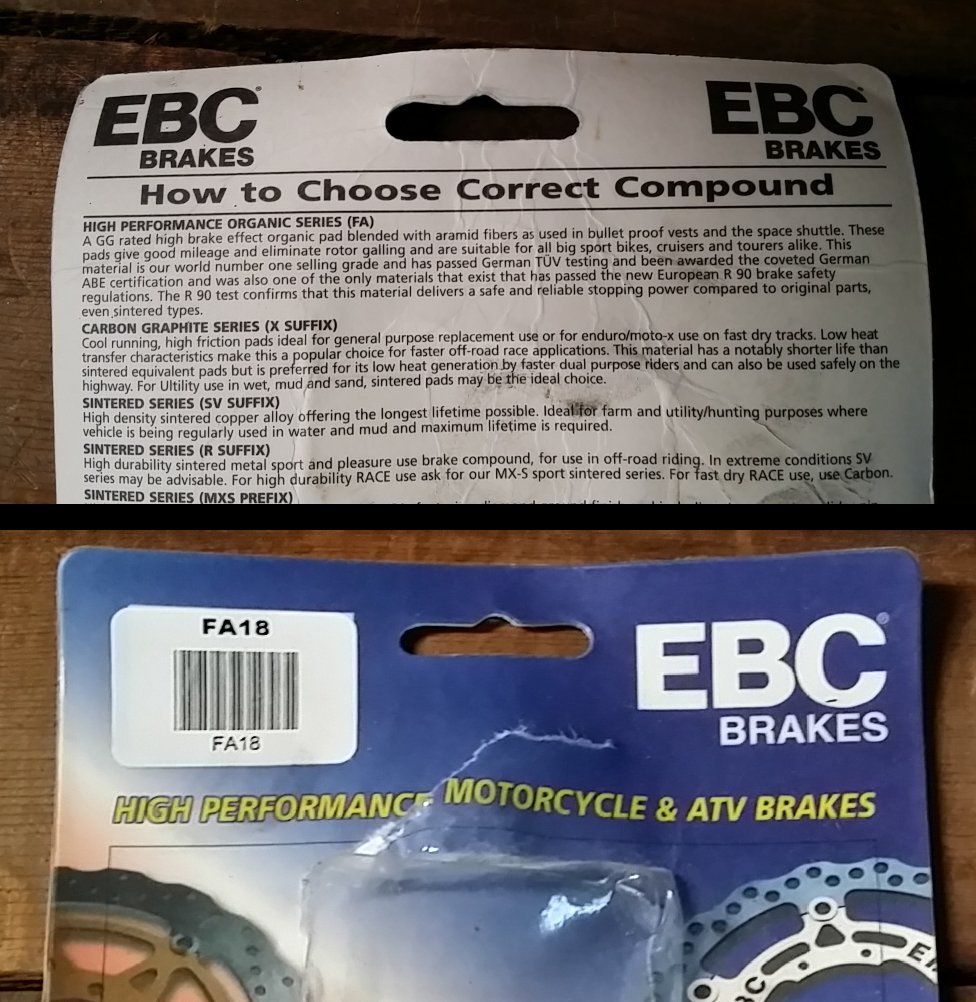 EBC EBC
BRAKES BRAKES
How to Choose Correct Compound
HIGH PERFORMANCE ORGANIC SERIES (FA)
A GG rated high brake effect organic pad blended with aramid fibers as used in bullet proof vests and the space shuttle. These
pads give good mileage and eliminate rotor galling and are suitable for all big sport bikes, cruisers and tourers alike. This
material is our world number one selling grade and has passed German TÜV testing and been awarded the coveted German
ABE certification and was also one of the only materials that exist that has passed the new European R 90 brake safety
regulations. The R 90 test confirms that this material delivers a safe and reliable stopping power compared to original parts,
even sintered types.
CARBON GRAPHITE SERIES (X SUFFIX)
Cool running, high friction pads ideal for general purpose replacement use or for enduro/moto-x use on fast dry tracks. Low heat
transfer characteristics make this a popular choice for faster off-road race applications. This material has a notably shorter life than
sintered equivalent pads but is preferred for its low heat generation by faster dual purpose riders and can also be used safely on the
highway. For Ultility use in wet, mud and sand, sintered pads may be the ideal choice.
SINTERED SERIES (SV SUFFIX)
High density sintered copper alloy offering the longest lifetime possible. Ideal for farm and utility/hunting purposes where
vehicle is being regularly used in water and mud and maximum lifetime is required.
SINTERED SERIES (R SUFFIX)
High durability sintered metal sport and pleasure use brake compound, for use in off-road riding. In extreme conditions SV
series may be advisable. For high durability RACE use ask for our MX-S sport sintered series. For fast dry RACE use, use Carbon.
SINTERED SERIES (MXS PREFIX)
FA18
FA18
EBC®
BRAKES
HIGH PERFORMANCE MOTORCYCLE & ATV BRAKES